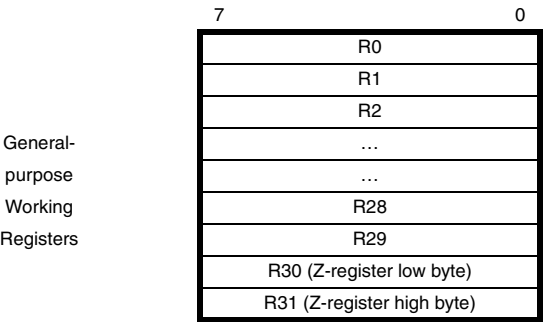 7 0
R0
R1
R2
General- …
purpose …
Working R28
Registers R29
R30 (Z-register low byte)
R31 (Z-register high byte)